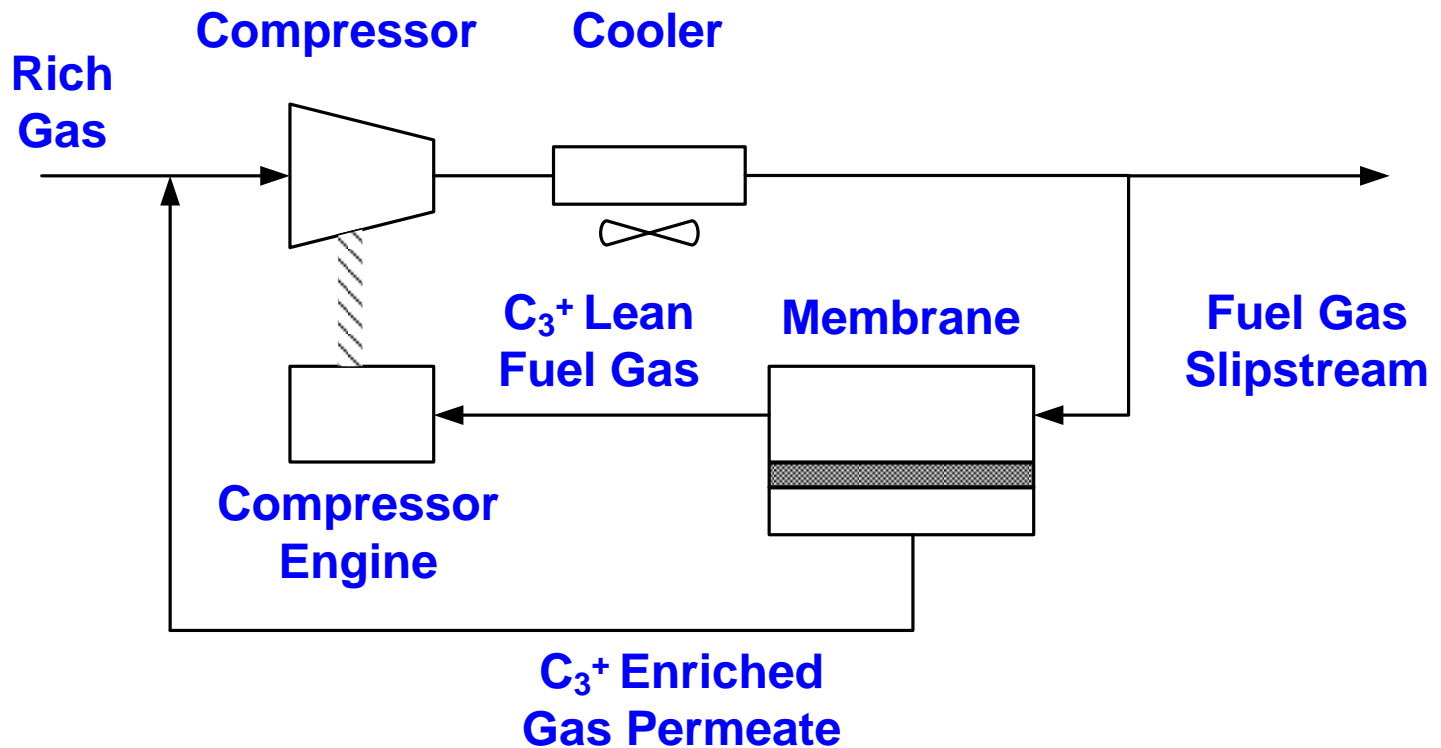 Compressor
Cooler
Rich
Gas
C₃⁺ Lean
Fuel Gas
Membrane
Fuel Gas
Slipstream
Compressor
Engine
C₃⁺ Enriched
Gas Permeate